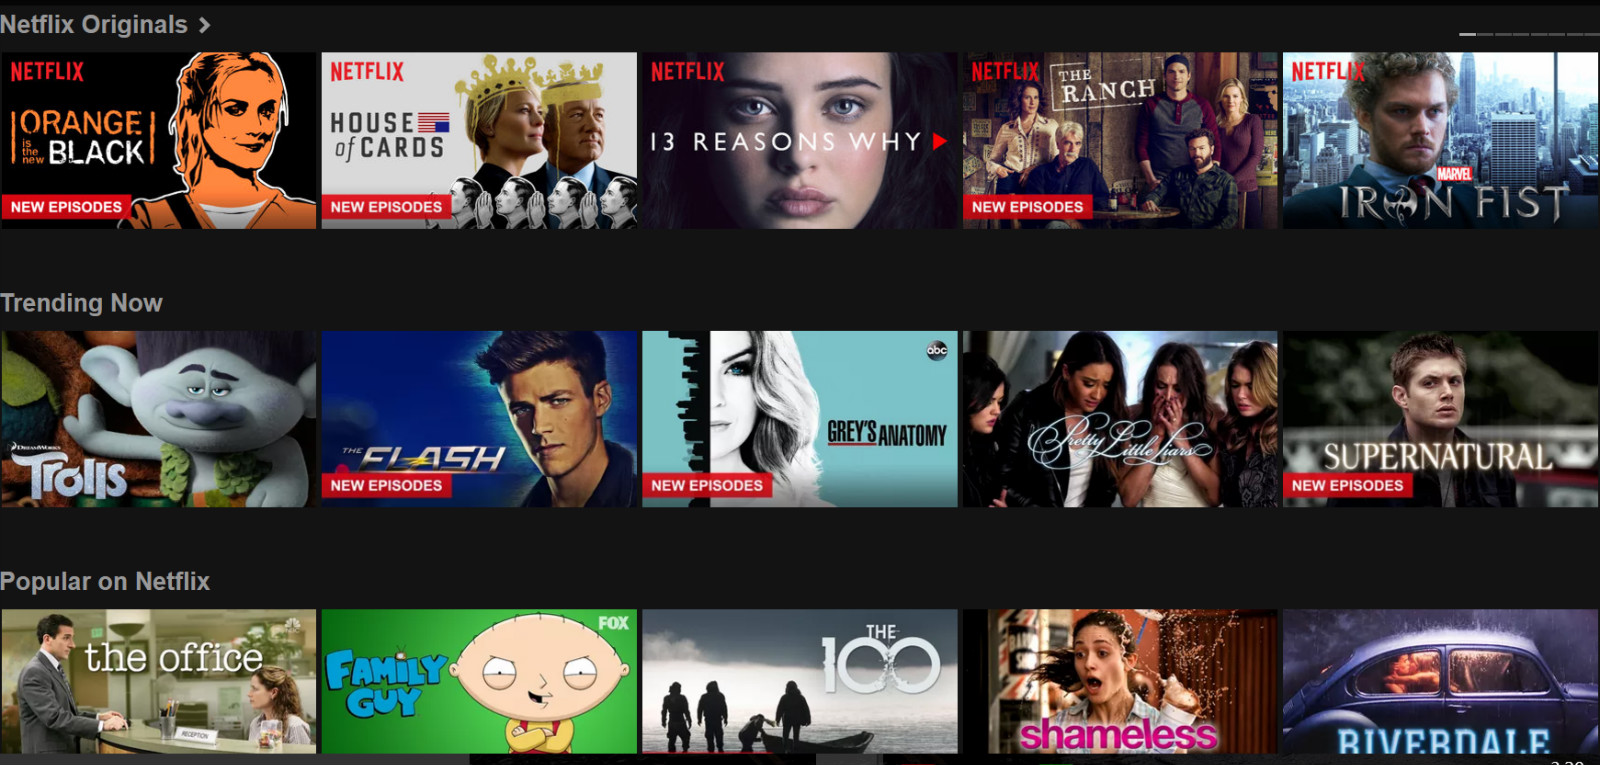 Netflix Originals
NETFLIX
ORANGE
is the new
BLACK
NEW EPISODES
NETFLIX
HOUSE
of CARDS
NEW EPISODES
NETFLIX
13 REASONS WHY
NETFLIX
THE
RANCH
NEW EPISODES
NETFLIX
MARVEL
IRON FIST
Trending Now
DREAMWORKS
Trolls
THE FLASH
NEW EPISODES
abc
GREY'S ANATOMY
NEW EPISODES
Pretty Little Liars
SUPERNATURAL
NEW EPISODES
Popular on Netflix
NBC
the office
RECEPTION
FOX
FAMILY
GUY
THE
100
shameless
RIVERDALE